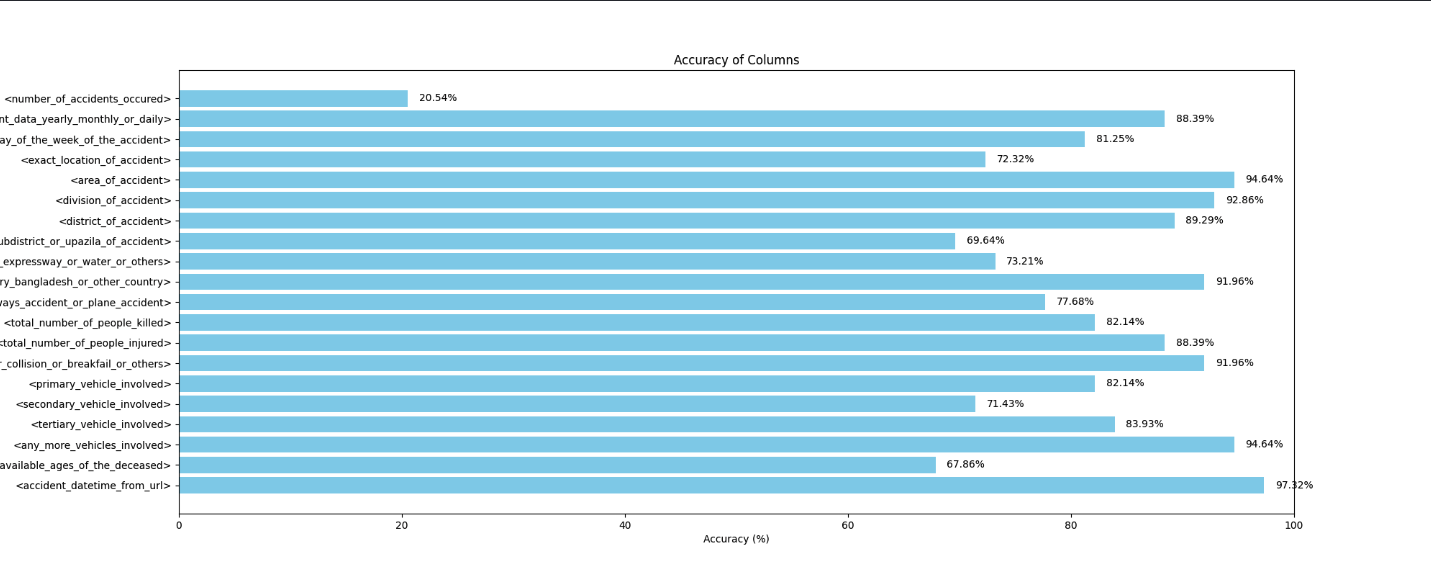 Accuracy of Columns
<number_of_accidents_occured> 20.54%
nt_data_yearly_monthly_or_daily> 88.39%
ay_of_the_week_of_the_accident> 81.25%
<exact_location_of_accident> 72.32%
<area_of_accident> 94.64%
<division_of_accident> 92.86%
<district_of_accident> 89.29%
ubdistrict_or_upazila_of_accident> 69.64%
_expressway_or_water_or_others> 73.21%
ry_bangladesh_or_other_country> 91.96%
ways_accident_or_plane_accident> 77.68%
<total_number_of_people_killed> 82.14%
<total_number_of_people_injured> 88.39%
r_collision_or_breakfail_or_others> 91.96%
<primary_vehicle_involved> 82.14%
<secondary_vehicle_involved> 71.43%
<tertiary_vehicle_involved> 83.93%
<any_more_vehicles_involved> 94.64%
available_ages_of_the_deceased> 67.86%
<accident_datetime_from_url> 97.32%
0 20 40 60 80 100
Accuracy (%)